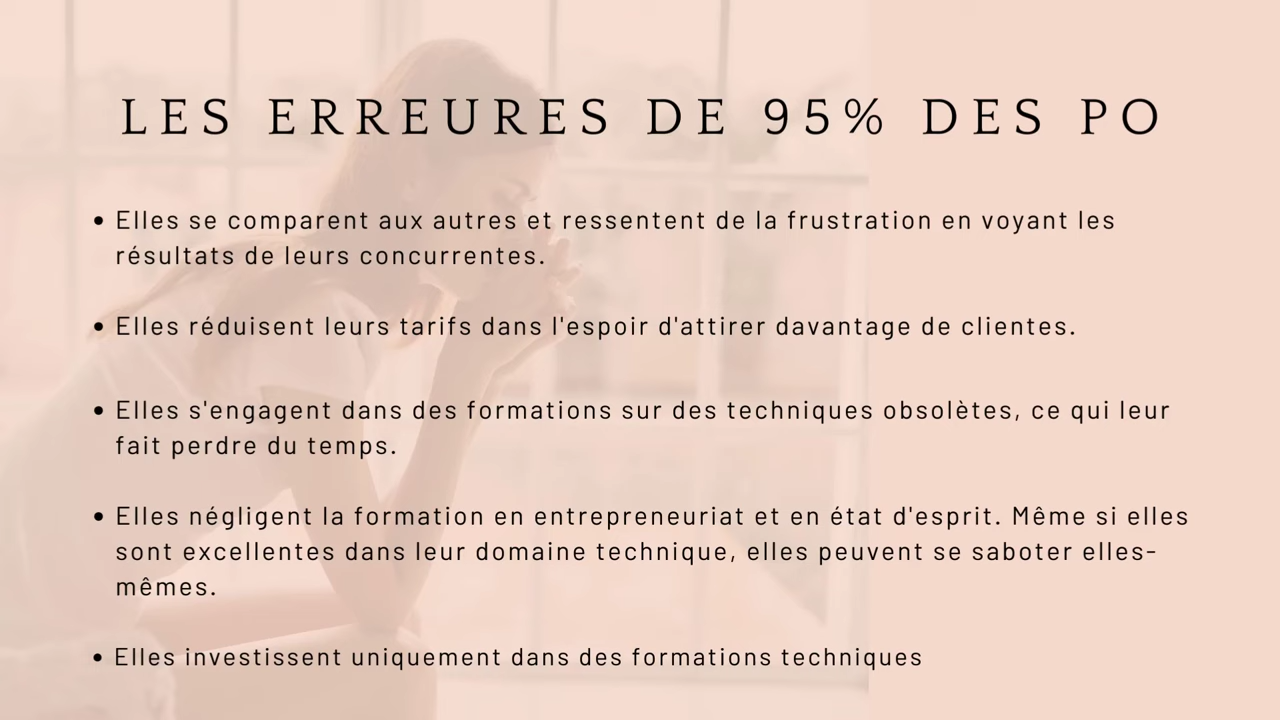 LES ERREURES DE 95% DES PO
• Elles se comparent aux autres et ressentent de la frustration en voyant les
résultats de leurs concurrentes.
• Elles réduisent leurs tarifs dans l'espoir d'attirer davantage de clientes.
• Elles s'engagent dans des formations sur des techniques obsolètes, ce qui leur
fait perdre du temps.
• Elles négligent la formation en entrepreneuriat et en état d'esprit. Même si elles
sont excellentes dans leur domaine technique, elles peuvent se saboter elles-
mêmes.
• Elles investissent uniquement dans des formations techniques